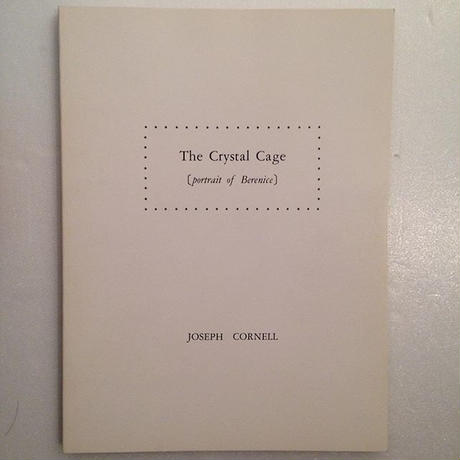 The Crystal Cage
[portrait of Berenice]
JOSEPH CORNELL